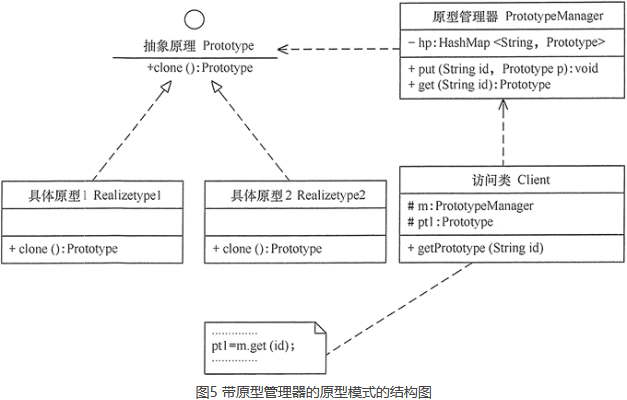 抽象原理 Prototype
+clone ():Prototype
原型管理器 PrototypeManager
− hp:HashMap <String, Prototype>
+ put (String id, Prototype p):void
+ get (String id):Prototype
具体原型1 Realizetype1
+ clone ():Prototype
具体原型2 Realizetype2
+ clone ():Prototype
访问类 Client
# m:PrototypeManager
# pt1:Prototype
+ getPrototype (String id)
..............
pt1=m.get (id);
..............
图5 带原型管理器的原型模式的结构图